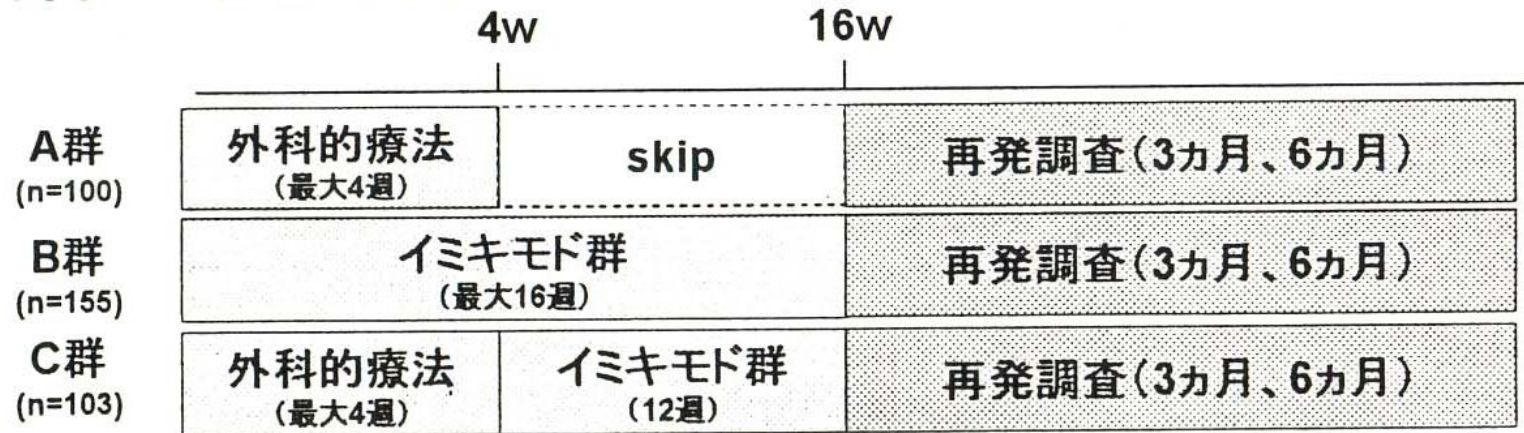 4w 16w
A群
(n=100)
外科的療法
(最大4週)
skip
再発調査(3ヵ月、6ヵ月)
B群
(n=155)
イミキモド群
(最大16週)
再発調査(3ヵ月、6ヵ月)
C群
(n=103)
外科的療法
(最大4週)
イミキモド群
(12週)
再発調査(3ヵ月、6ヵ月)